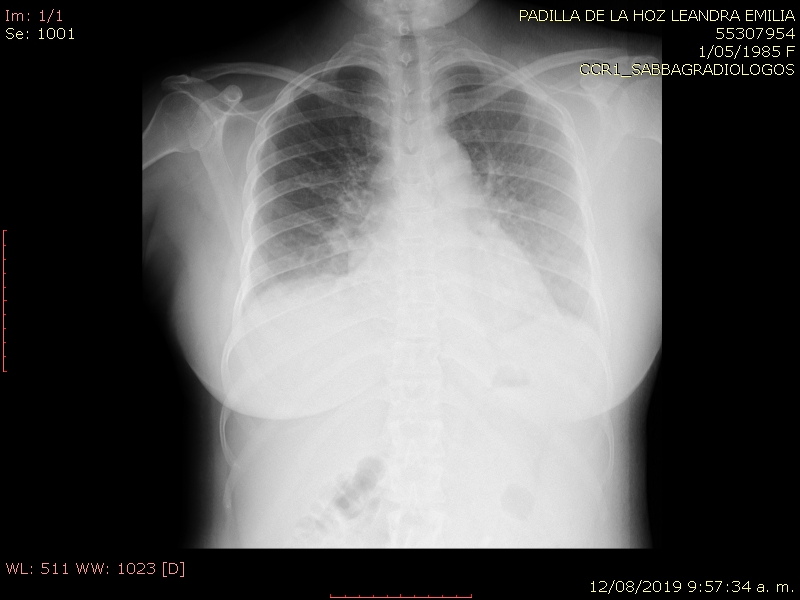 Im: 1/1
Se: 1001
PADILLA DE LA HOZ LEANDRA EMILIA
55307954
1/05/1985 F
CCR1_SABBAGRADIOLOGOS
WL: 511 WW: 1023 [D]
12/08/2019 9:57:34 a. m.